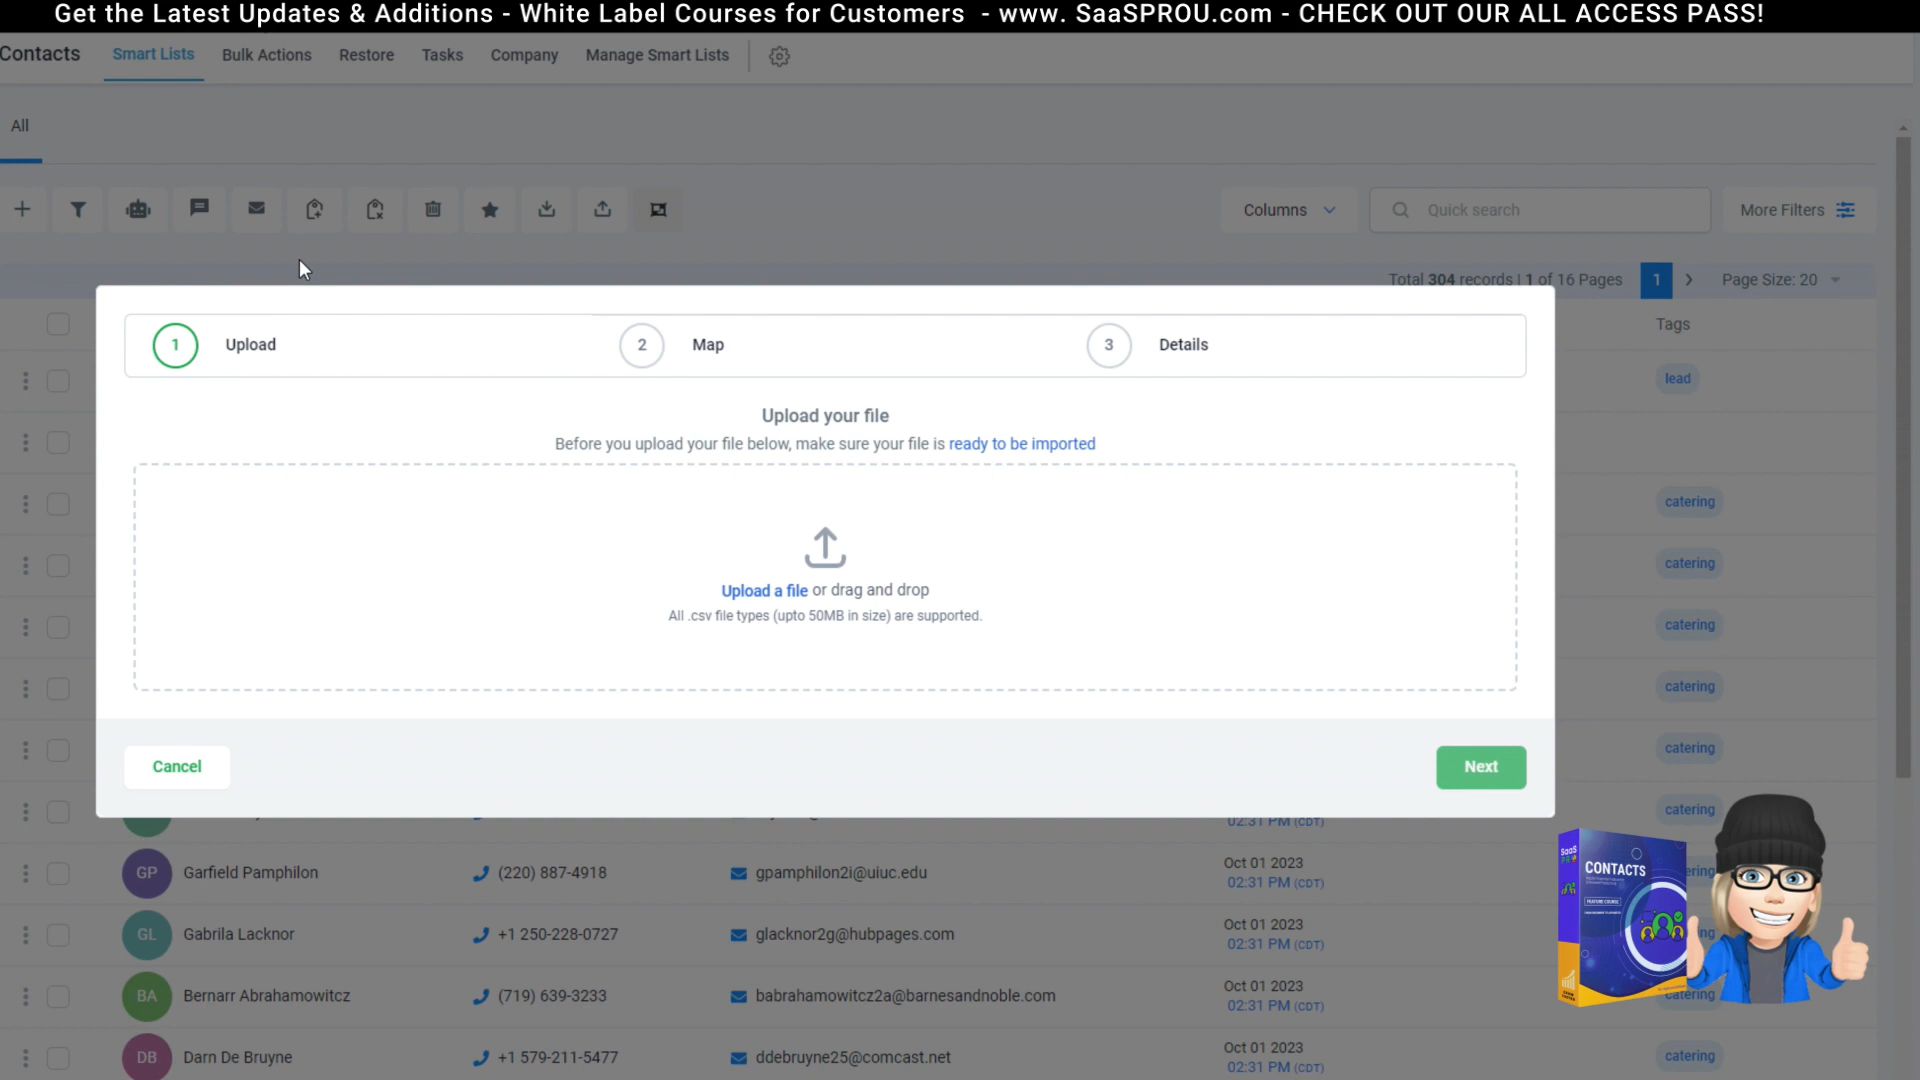 Get the Latest Updates & Additions - White Label Courses for Customers - www. SaaSPROU.com - CHECK OUT OUR ALL ACCESS PASS!
Contacts Smart Lists Bulk Actions Restore Tasks Company Manage Smart Lists
All
Columns Quick search More Filters
Total 304 records | 1 of 16 Pages 1 Page Size: 20
Tags
1 Upload 2 Map 3 Details
lead
Upload your file
Before you upload your file below, make sure your file is ready to be imported
catering
catering
Upload a file or drag and drop
All .csv file types (upto 50MB in size) are supported.
catering
catering
catering
Cancel Next
catering
02:31 PM (CDT)
GP Garfield Pamphilon (220) 887-4918 gpamphilon2i@uiuc.edu Oct 01 2023
02:31 PM (CDT)
GL Gabrila Lacknor +1 250-228-0727 glacknor2g@hubpages.com Oct 01 2023
02:31 PM (CDT)
BA Bernarr Abrahamowitcz (719) 639-3233 babrahamowitcz2a@barnesandnoble.com Oct 01 2023
02:31 PM (CDT)
catering
DB Darn De Bruyne +1 579-211-5477 ddebruyne25@comcast.net Oct 01 2023
02:31 PM (CDT)
catering
SaaS
CONTACTS
FEATURE COURSE